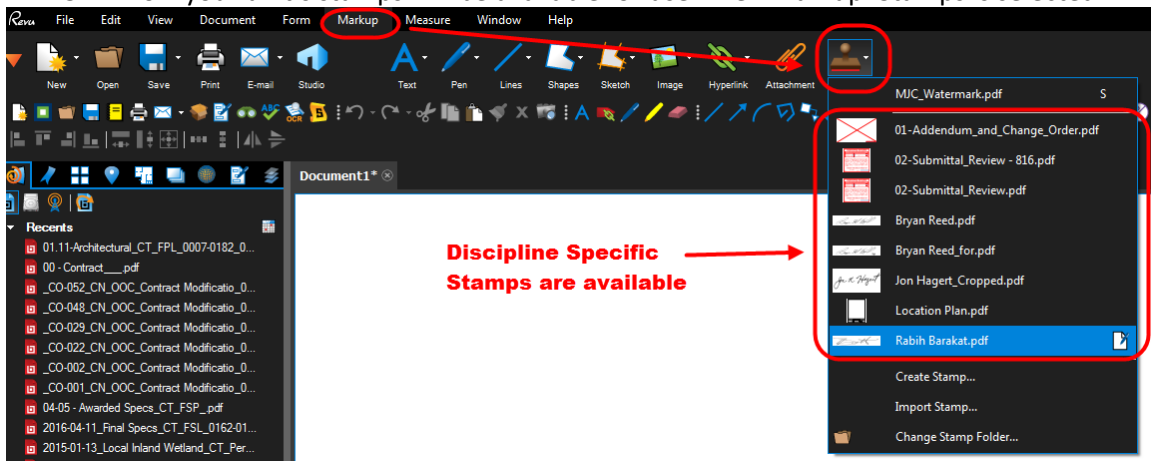 Revu File Edit View Document Form Markup Measure Window Help
New Open Save Print E-mail Studio Text Pen Lines Shapes Sketch Image Hyperlink Attachment
MJC_Watermark.pdf S
01-Addendum_and_Change_Order.pdf
02-Submittal_Review - 816.pdf
02-Submittal_Review.pdf
Bryan Reed.pdf
Bryan Reed_for.pdf
Jon Hagert_Cropped.pdf
Location Plan.pdf
Rabih Barakat.pdf
Create Stamp...
Import Stamp...
Change Stamp Folder...
Document1*
Discipline Specific
Stamps are available
Recents
01.11-Architectural_CT_FPL_0007-0182_0...
00 - Contract___.pdf
_CO-052_CN_OOC_Contract Modificatio_0...
_CO-048_CN_OOC_Contract Modificatio_0...
_CO-029_CN_OOC_Contract Modificatio_0...
_CO-022_CN_OOC_Contract Modificatio_0...
_CO-002_CN_OOC_Contract Modificatio_0...
_CO-001_CN_OOC_Contract Modificatio_0...
04-05 - Awarded Specs_CT_FSP_.pdf
2016-04-11_Final Specs_CT_FSL_0162-01...
2015-01-13_Local Inland Wetland_CT_Per...